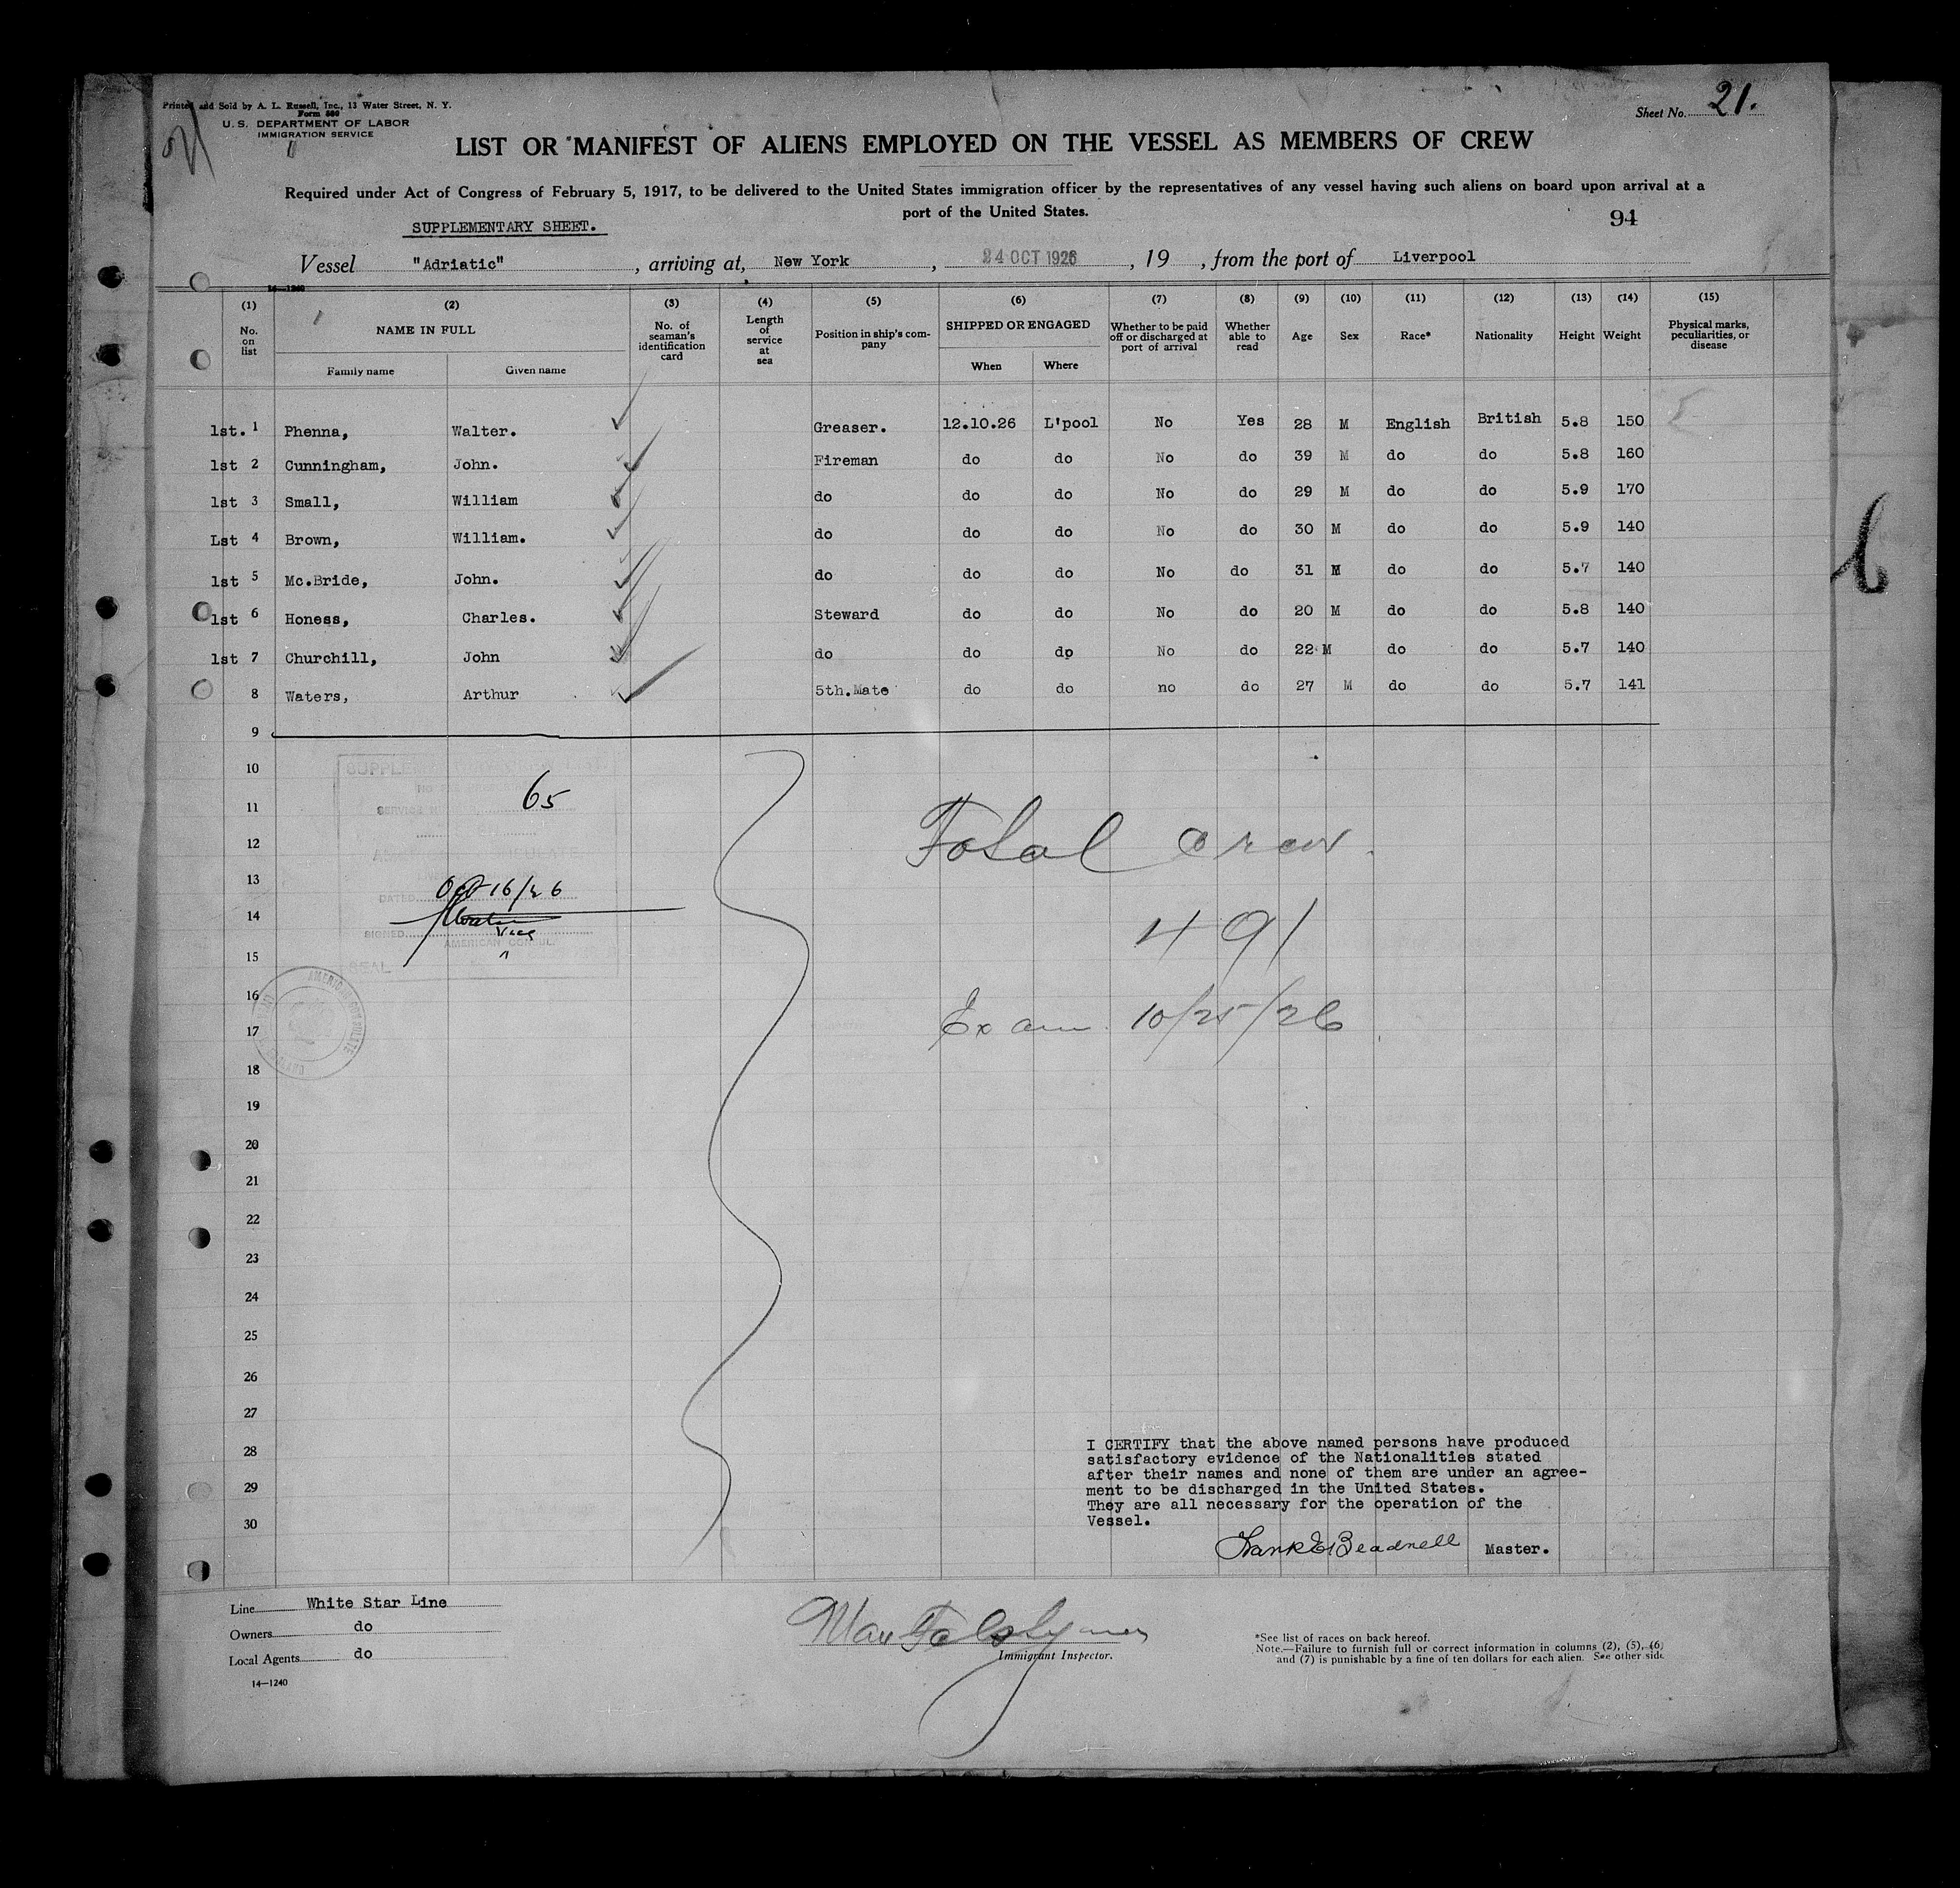 Printed and Sold by A. L. Russell, Inc., 13 Water Street, N. Y.
Form 680
U. S. DEPARTMENT OF LABOR
IMMIGRATION SERVICE
Sheet No. 21.
LIST OR MANIFEST OF ALIENS EMPLOYED ON THE VESSEL AS MEMBERS OF CREW
Required under Act of Congress of February 5, 1917, to be delivered to the United States immigration officer by the representatives of any vessel having such aliens on board upon arrival at a
port of the United States.
94
SUPPLEMENTARY SHEET.
Vessel "Adriatic", arriving at, New York, 24 OCT 1926, 19 , from the port of Liverpool
14-1240
(1) (2) (3) (4) (5) (6) (7) (8) (9) (10) (11) (12) (13) (14) (15)
No. on list NAME IN FULL No. of seaman's identification card Length of service at sea Position in ship's company SHIPPED OR ENGAGED Whether to be paid off or discharged at port of arrival Whether able to read Age Sex Race* Nationality Height Weight Physical marks, peculiarities, or disease
Family name Given name When Where
1st. 1 Phenna, Walter. Greaser. 12.10.26 L'pool No Yes 28 M English British 5.8 150
1st 2 Cunningham, John. Fireman do do No do 39 M do do 5.8 160
1st 3 Small, William do do do No do 29 M do do 5.9 170
Lst 4 Brown, William. do do do No do 30 M do do 5.9 140
1st 5 Mc.Bride, John. do do do No do 31 M do do 5.7 140
1st 6 Honess, Charles. Steward do do No do 20 M do do 5.8 140
1st 7 Churchill, John do do do No do 22 M do do 5.7 140
8 Waters, Arthur 5th.Mate do do no do 27 M do do 5.7 141
9
10
11 65
12 Total crew.
13 Oct 16/26
DATED
14 491
SIGNED Vice
AMERICAN CONSUL.
15
SEAL
16
AMERICAN CONSULATE
17 Exam. 10/25/26
18
19
20
21
22
23
24
25
26
27
28
29
30
I CERTIFY that the above named persons have produced
satisfactory evidence of the Nationalities stated
after their names and none of them are under an agree-
ment to be discharged in the United States.
They are all necessary for the operation of the
Vessel.
Frank E Beadnell Master.
Line White Star Line
Owners do
Local Agents do
14—1240
Immigrant Inspector.
*See list of races on back hereof.
Note.—Failure to furnish full or correct information in columns (2), (5), (6)
and (7) is punishable by a fine of ten dollars for each alien. See other side